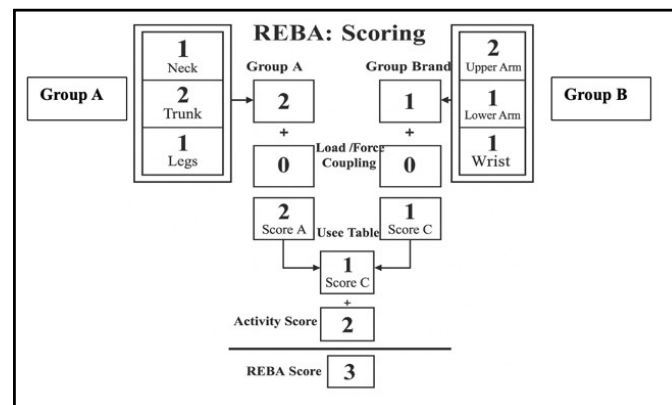 REBA: Scoring
1
Neck
2
Trunk
1
Legs
Group A
Group A
2
+
0
2
Score A
Load /Force
Coupling
Usee Table
Group Brand
1
+
0
1
Score C
2
Upper Arm
1
Lower Arm
1
Wrist
Group B
1
Score C
+
Activity Score
2
REBA Score
3